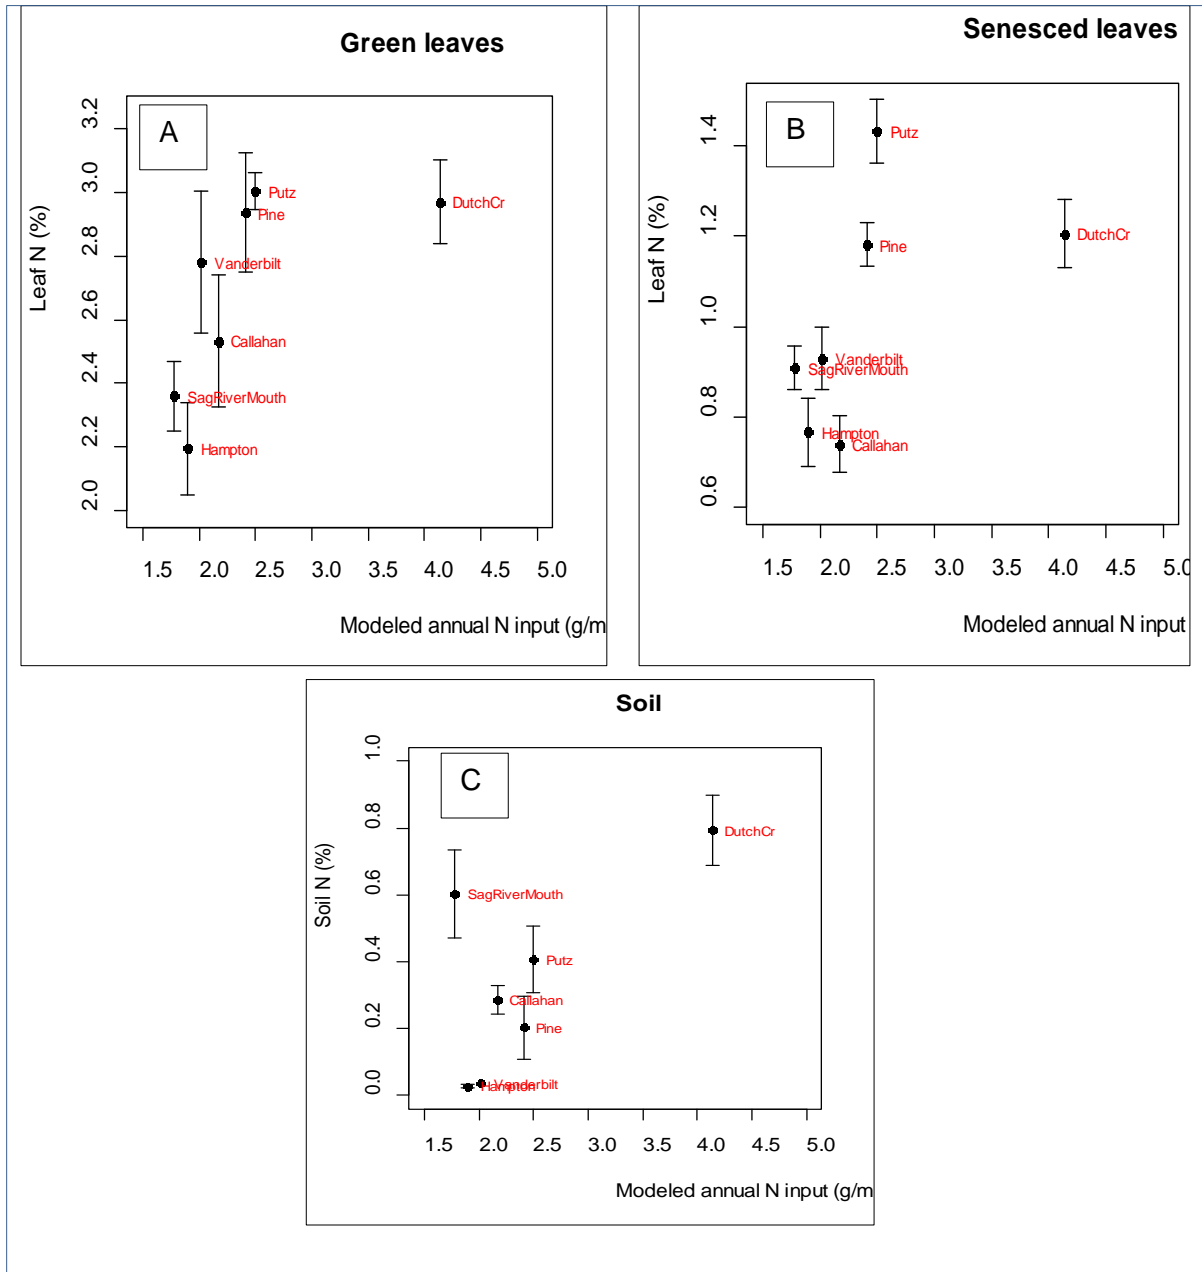 Green leaves
A
Leaf N (%)
3.2
3.0
2.8
2.6
2.4
2.2
2.0
Putz
Pine
DutchCr
Vanderbilt
Callahan
SagRiverMouth
Hampton
1.5 2.0 2.5 3.0 3.5 4.0 4.5 5.0
Modeled annual N input (g/m
Senesced leaves
B
Leaf N (%)
1.4
1.2
1.0
0.8
0.6
Putz
DutchCr
Pine
Vanderbilt
SagRiverMouth
Hampton
Callahan
1.5 2.0 2.5 3.0 3.5 4.0 4.5 5.0
Modeled annual N input
Soil
C
Soil N (%)
1.0
0.8
0.6
0.4
0.2
0.0
DutchCr
SagRiverMouth
Putz
Callahan
Pine
Vanderbilt
Hampton
1.5 2.0 2.5 3.0 3.5 4.0 4.5 5.0
Modeled annual N input (g/m